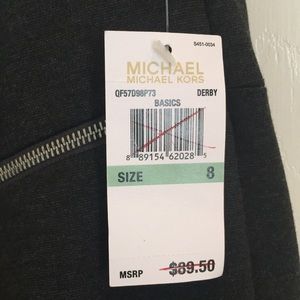 S451-0034
MICHAEL
MICHAEL KORS
QF57D98P73 DERBY
BASICS
8 89154 62028 5
SIZE 8
MSRP $89.50